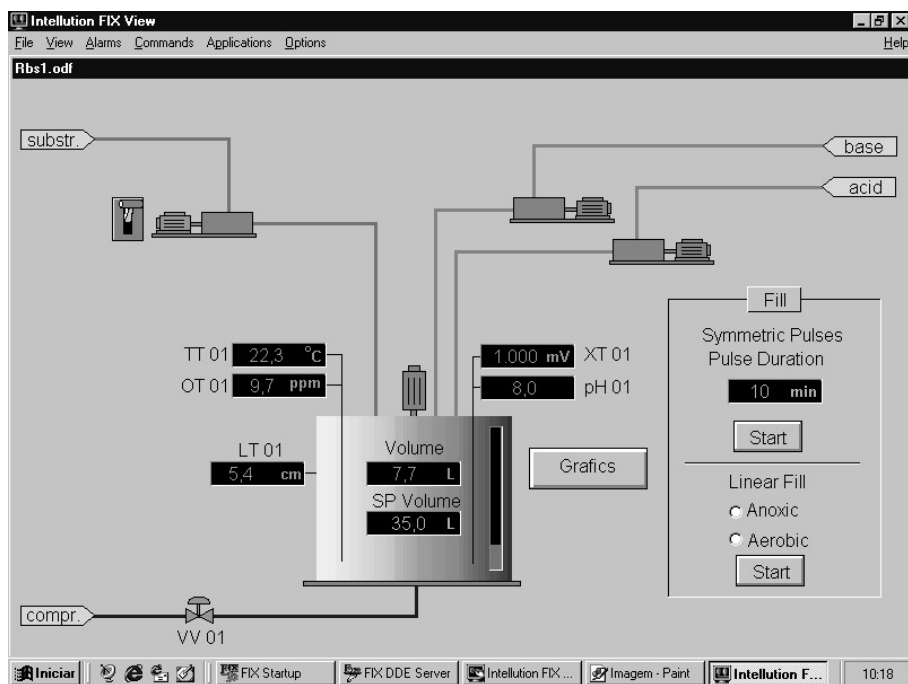 Intellution FIX View
File View Alarms Commands Applications Options Help
Rbs1.odf
substr.
base
acid
Fill
Symmetric Pulses
Pulse Duration
10 min
Start
Linear Fill
Anoxic
Aerobic
Start
TT 01 22,3 °C
OT 01 9,7 ppm
1.000 mV XT 01
8,0 pH 01
LT 01
5,4 cm
Volume
7,7 L
SP Volume
35,0 L
Grafics
compr.
VV 01
Iniciar FIX Startup FIX DDE Server Intellution FIX ... Imagem - Paint Intellution F... 10:18